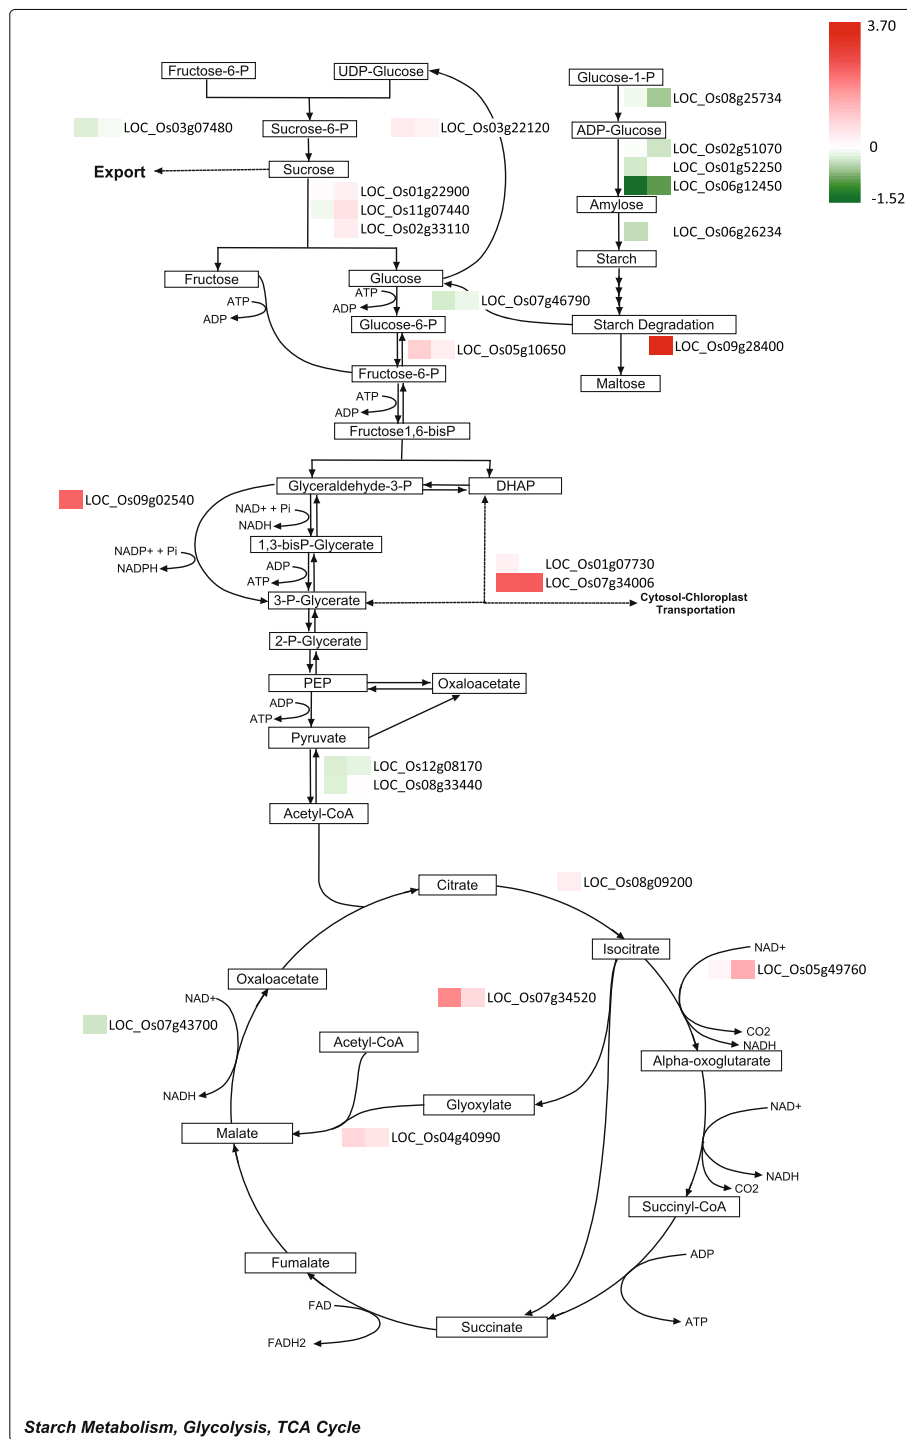 3.70
0
-1.52
Fructose-6-P
UDP-Glucose
Glucose-1-P
LOC_Os08g25734
LOC_Os03g07480
Sucrose-6-P
LOC_Os03g22120
ADP-Glucose
LOC_Os02g51070
LOC_Os01g52250
LOC_Os06g12450
Export
Sucrose
LOC_Os01g22900
LOC_Os11g07440
LOC_Os02g33110
Amylose
LOC_Os06g26234
Starch
Fructose
Glucose
ATP
ADP
ATP
ADP
LOC_Os07g46790
Glucose-6-P
Starch Degradation
LOC_Os05g10650
LOC_Os09g28400
Fructose-6-P
Maltose
ATP
ADP
Fructose1,6-bisP
Glyceraldehyde-3-P
DHAP
LOC_Os09g02540
NAD+ + Pi
NADH
1,3-bisP-Glycerate
NADP+ + Pi
NADPH
ADP
ATP
LOC_Os01g07730
LOC_Os07g34006
3-P-Glycerate
Cytosol-Chloroplast
Transportation
2-P-Glycerate
PEP
Oxaloacetate
ADP
ATP
Pyruvate
LOC_Os12g08170
LOC_Os08g33440
Acetyl-CoA
Citrate
LOC_Os08g09200
Isocitrate
NAD+
LOC_Os05g49760
Oxaloacetate
NAD+
LOC_Os07g34520
LOC_Os07g43700
CO2
NADH
Acetyl-CoA
Alpha-oxoglutarate
NADH
Glyoxylate
NAD+
Malate
LOC_Os04g40990
NADH
CO2
Succinyl-CoA
Fumalate
ADP
FAD
FADH2
Succinate
ATP
Starch Metabolism, Glycolysis, TCA Cycle